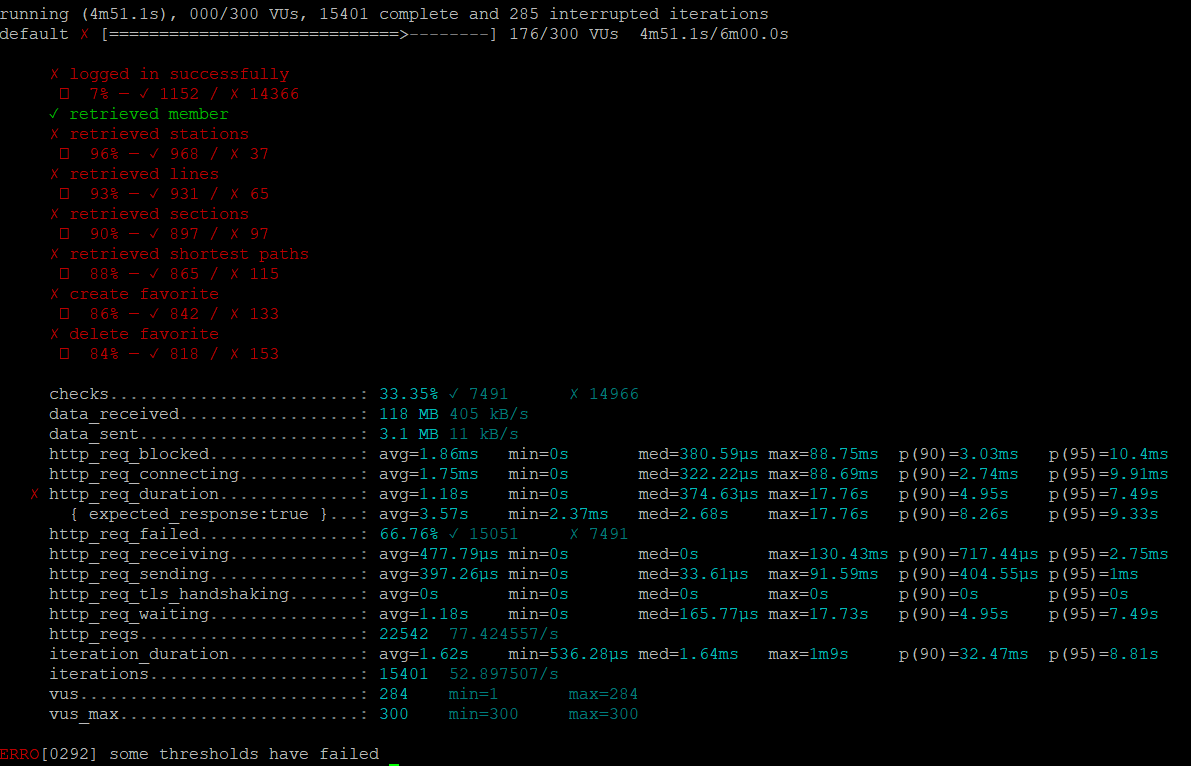 running (4m51.1s), 000/300 VUs, 15401 complete and 285 interrupted iterations
default ✗ [=============================>--------] 176/300 VUs  4m51.1s/6m00.0s
✗ logged in successfully
7% — ✓ 1152 / ✗ 14366
✓ retrieved member
✗ retrieved stations
96% — ✓ 968 / ✗ 37
✗ retrieved lines
93% — ✓ 931 / ✗ 65
✗ retrieved sections
90% — ✓ 897 / ✗ 97
✗ retrieved shortest paths
88% — ✓ 865 / ✗ 115
✗ create favorite
86% — ✓ 842 / ✗ 133
✗ delete favorite
84% — ✓ 818 / ✗ 153
checks.........................: 33.35% ✓ 7491      ✗ 14966
data_received..................: 118 MB 405 kB/s
data_sent......................: 3.1 MB 11 kB/s
http_req_blocked...............: avg=1.86ms   min=0s       med=380.59µs max=88.75ms  p(90)=3.03ms   p(95)=10.4ms
http_req_connecting............: avg=1.75ms   min=0s       med=322.22µs max=88.69ms  p(90)=2.74ms   p(95)=9.91ms
✗ http_req_duration..............: avg=1.18s    min=0s       med=374.63µs max=17.76s   p(90)=4.95s    p(95)=7.49s
{ expected_response:true }...: avg=3.57s    min=2.37ms   med=2.68s    max=17.76s   p(90)=8.26s    p(95)=9.33s
http_req_failed................: 66.76% ✓ 15051     ✗ 7491
http_req_receiving.............: avg=477.79µs min=0s       med=0s       max=130.43ms p(90)=717.44µs p(95)=2.75ms
http_req_sending...............: avg=397.26µs min=0s       med=33.61µs  max=91.59ms  p(90)=404.55µs p(95)=1ms
http_req_tls_handshaking.......: avg=0s       min=0s       med=0s       max=0s       p(90)=0s       p(95)=0s
http_req_waiting...............: avg=1.18s    min=0s       med=165.77µs max=17.73s   p(90)=4.95s    p(95)=7.49s
http_reqs......................: 22542  77.424557/s
iteration_duration.............: avg=1.62s    min=536.28µs med=1.64ms   max=1m9s     p(90)=32.47ms  p(95)=8.81s
iterations.....................: 15401  52.897507/s
vus............................: 284    min=1       max=284
vus_max........................: 300    min=300     max=300
ERRO[0292] some thresholds have failed